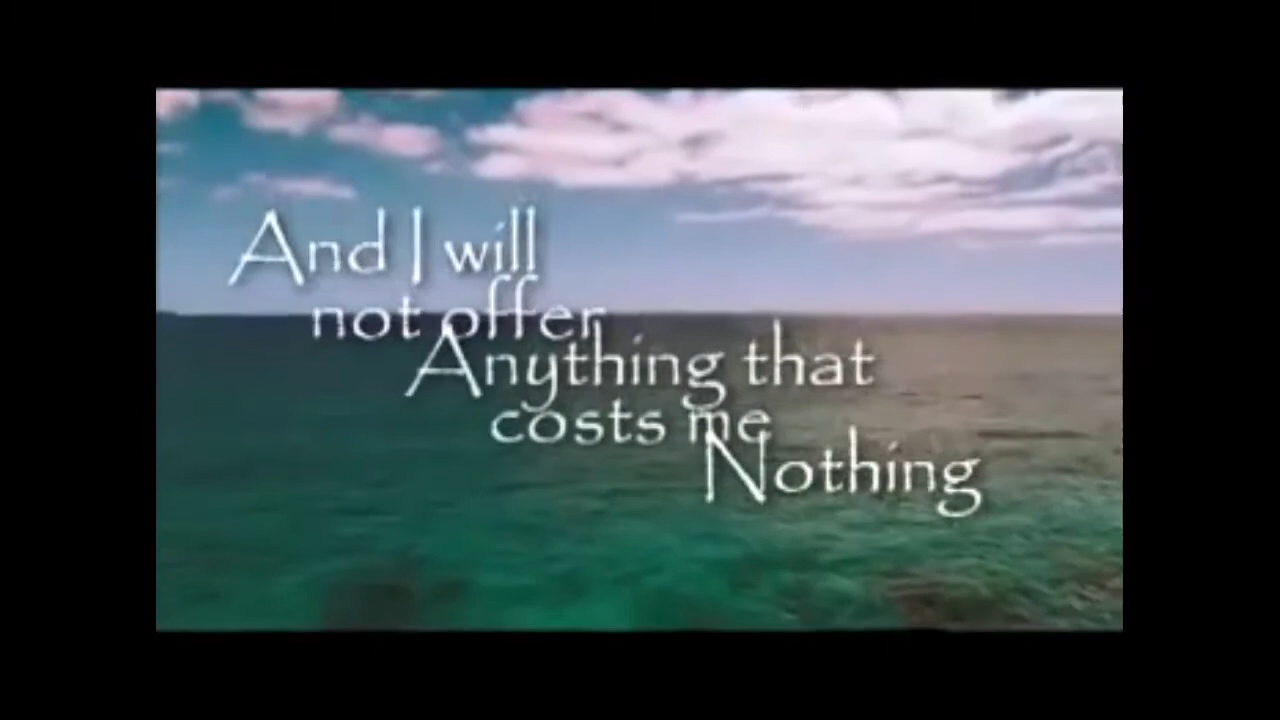 And I will
not offer
Anything that
costs me
Nothing